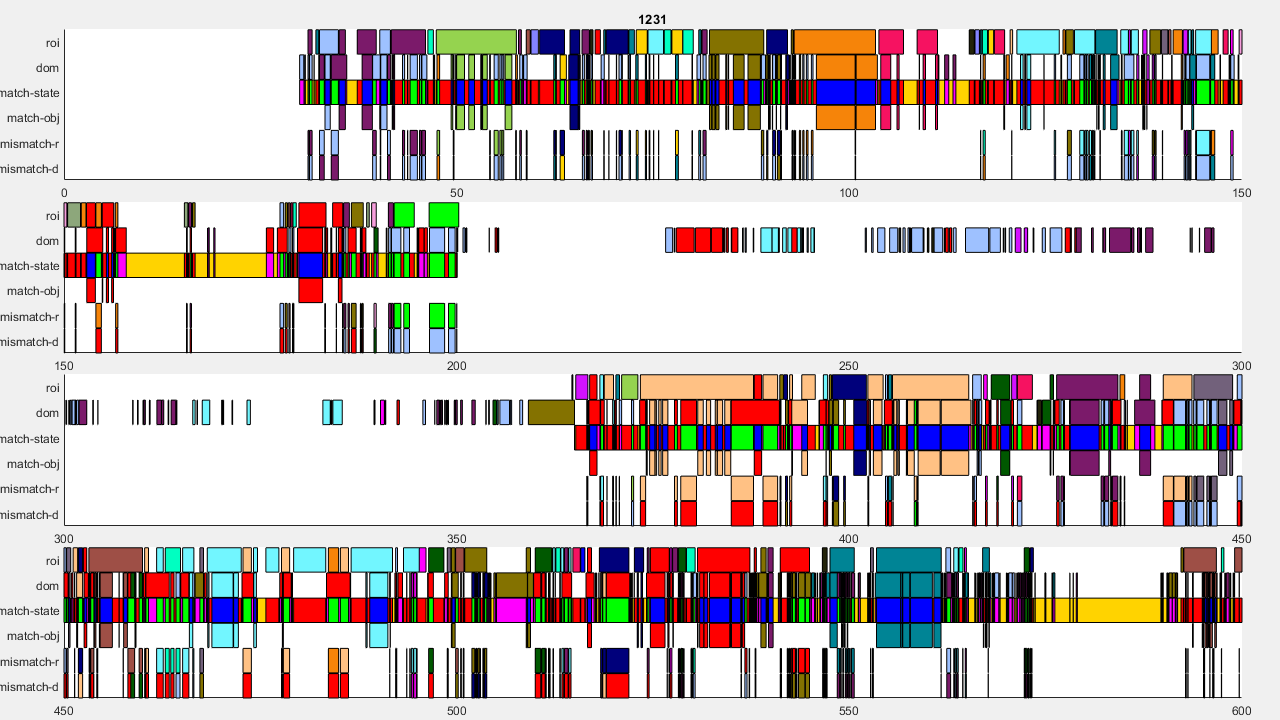 1231
roi
dom
match-state
match-obj
mismatch-r
mismatch-d
0 50 100 150
roi
dom
match-state
match-obj
mismatch-r
mismatch-d
150 200 250 300
roi
dom
match-state
match-obj
mismatch-r
mismatch-d
300 350 400 450
roi
dom
match-state
match-obj
mismatch-r
mismatch-d
450 500 550 600